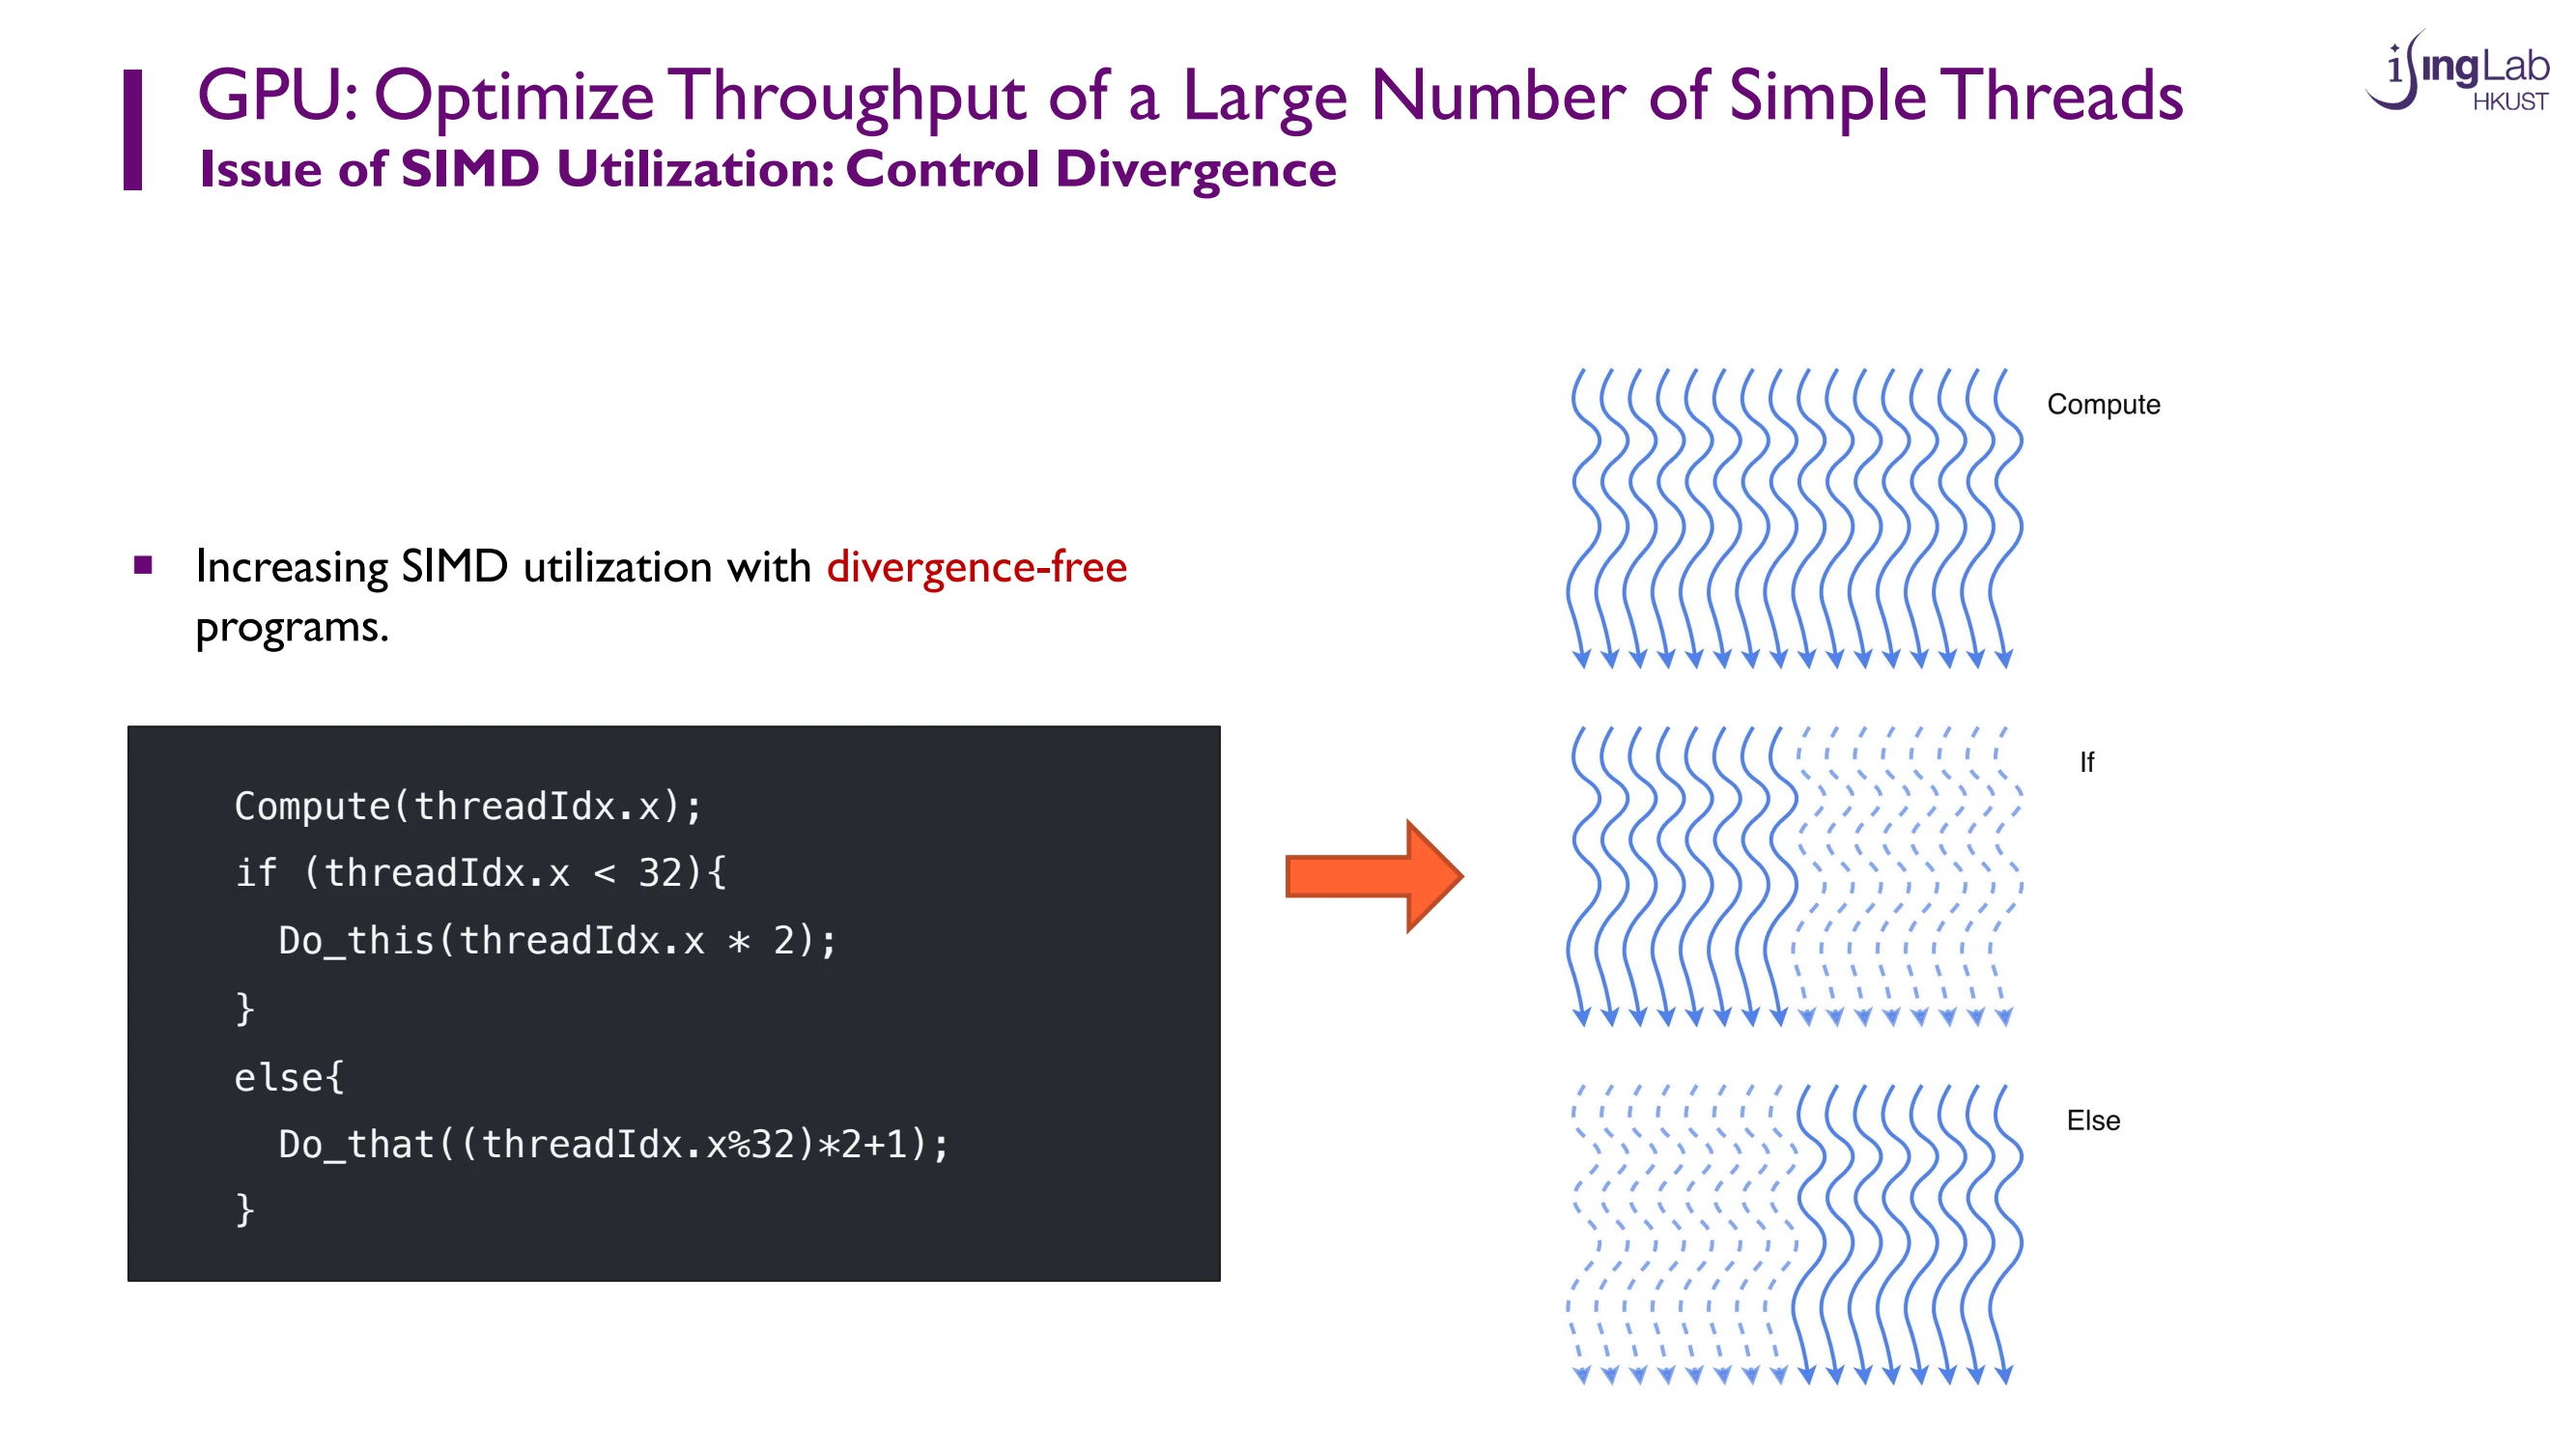 GPU: Optimize Throughput of a Large Number of Simple Threads
Issue of SIMD Utilization: Control Divergence
iSingLab
HKUST
▪ Increasing SIMD utilization with divergence-free
programs.
Compute(threadIdx.x);
if (threadIdx.x < 32){
Do_this(threadIdx.x * 2);
}
else{
Do_that((threadIdx.x%32)*2+1);
}
Compute
If
Else